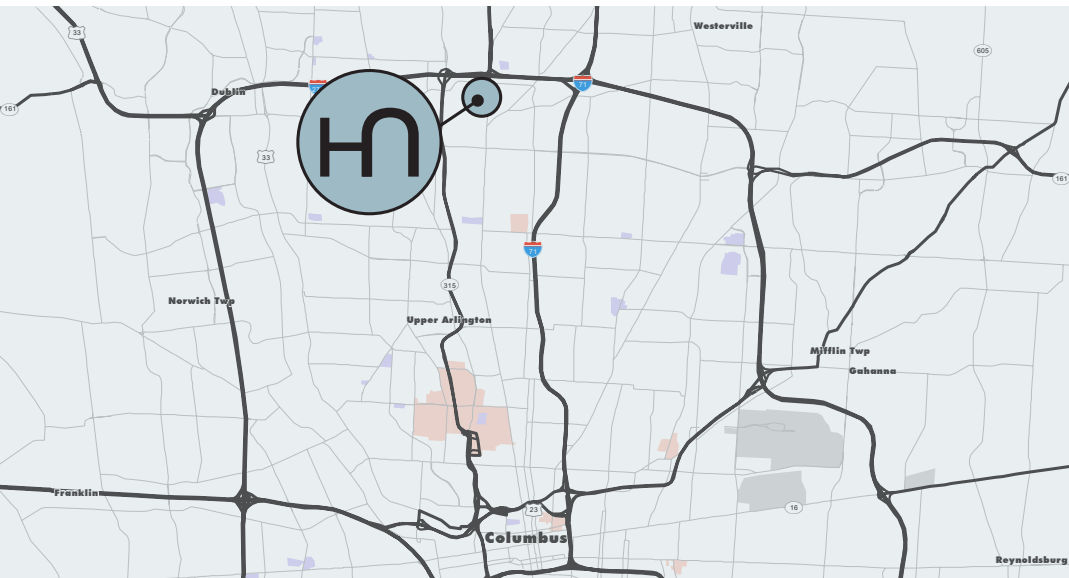 Westerville
33
605
71
Dublin
161
33
161
71
315
Norwich Twp
Upper Arlington
Mifflin Twp
Gahanna
Franklin
23
16
Columbus
Reynoldsburg